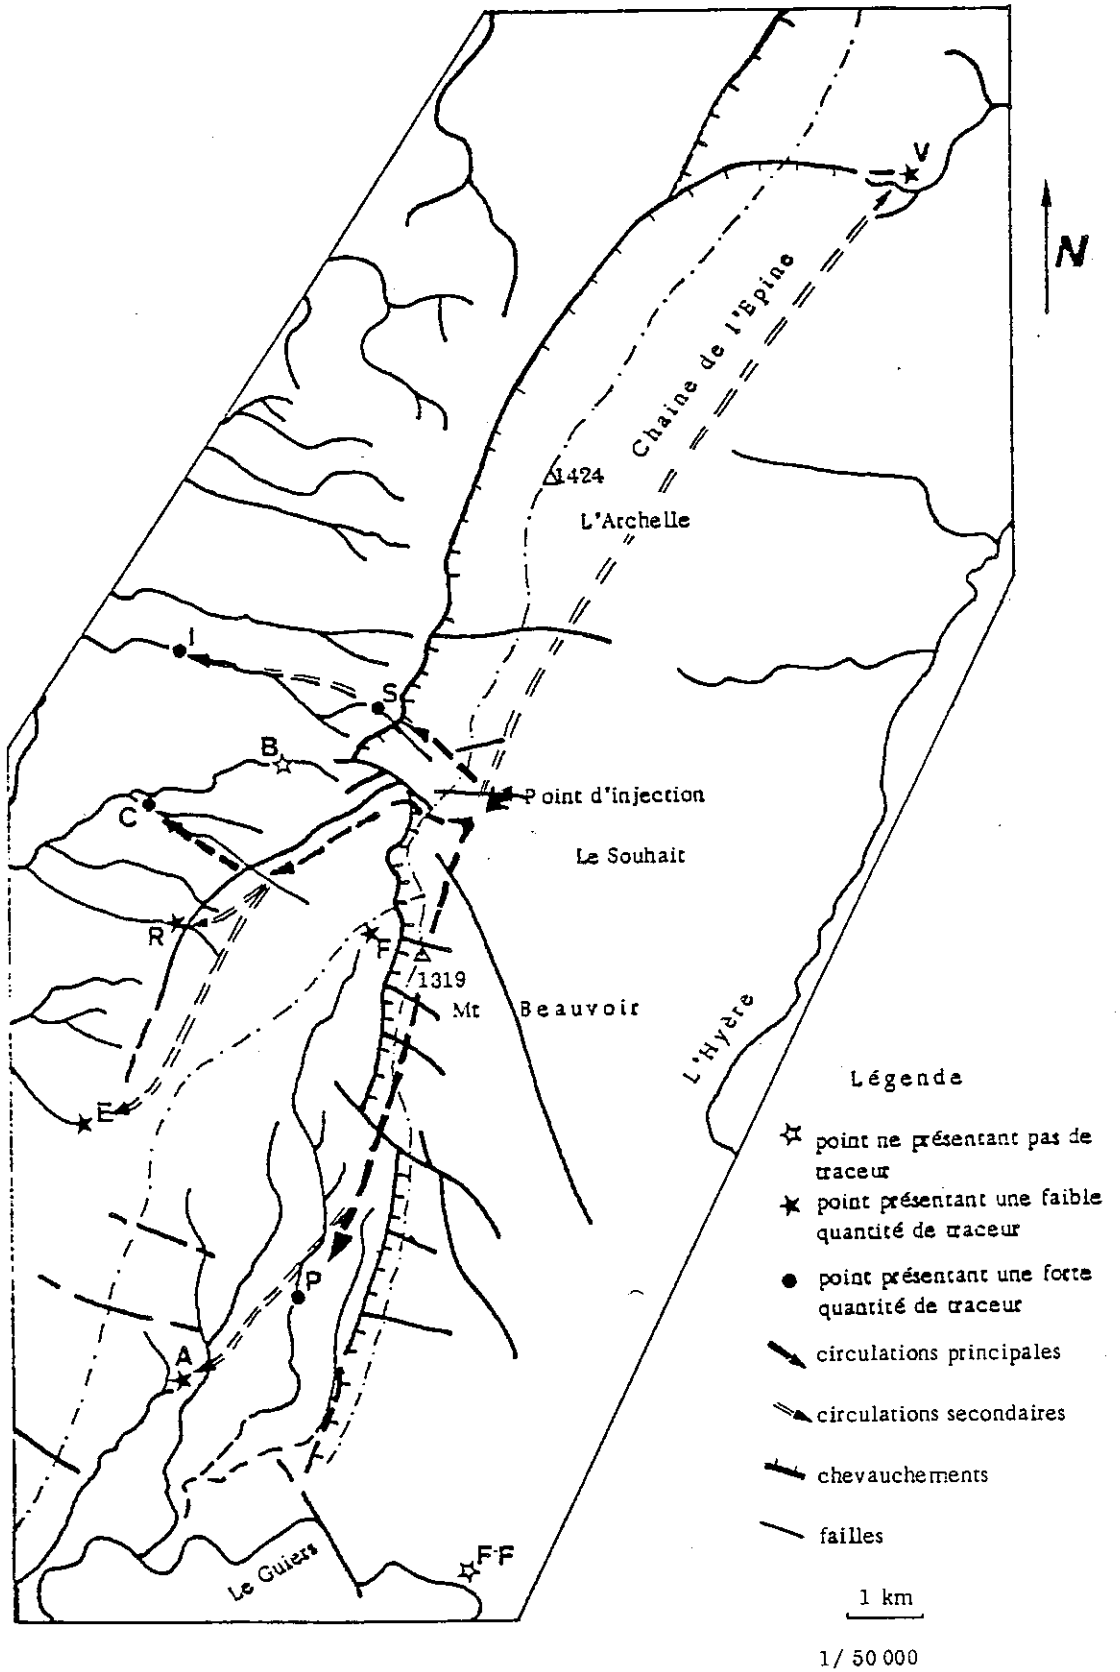 V
N
Chaine de l'Epine
1424
L'Archelle
I
S
B
Point d'injection
C
Le Souhait
R
F
1319
Mt Beauvoir
L'Hyère
E
P
A
F-F
Le Guiers
Légende
point ne présentant pas de
traceur
point présentant une faible
quantité de traceur
point présentant une forte
quantité de traceur
circulations principales
circulations secondaires
chevauchements
failles
1 km
1/ 50 000